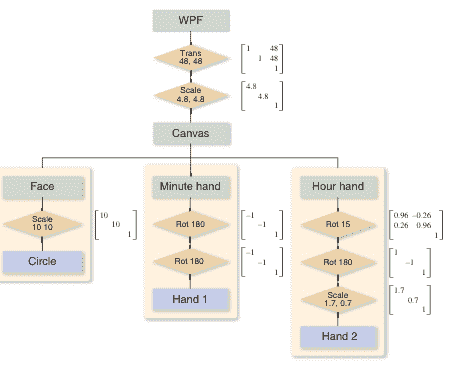 WPF
Trans
48, 48
1 48
1 48
1
Scale
4.8, 4.8
4.8
4.8
1
Canvas
Face
Scale
10 10
10
10
1
Circle
Minute hand
Rot 180
-1
-1
1
Rot 180
-1
-1
1
Hand 1
Hour hand
Rot 15
0.96 -0.26
0.26 0.96
1
Rot 180
1
-1
1
Scale
1.7, 0.7
1.7
0.7
1
Hand 2